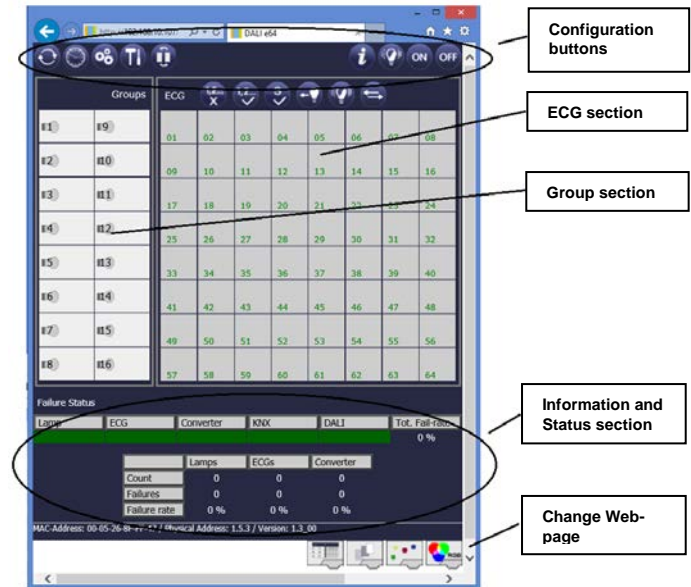 DALI e64
Configuration
buttons
i ON OFF
Groups ECG
ECG section
1 9
01 02 03 04 05 06 07 08
2 10
09 10 11 12 13 14 15 16
Group section
3 11
17 18 19 20 21 22 23 24
4 12
25 26 27 28 29 30 31 32
5 13
33 34 35 36 37 38 39 40
6 14
41 42 43 44 45 46 47 48
7 15
49 50 51 52 53 54 55 56
8 16
57 58 59 60 61 62 63 64
Failure Status
Lamp ECG Converter KNX DALI Tot. Fail-rate
0 %
Information and
Status section
Lamps ECGs Converter
Count 0 0 0
Failures 0 0 0
Failure rate 0 % 0 % 0 %
MAC-Address: / Physical Address: 1.5.3 / Version: 1.3_00
Change Web-
page
RGB